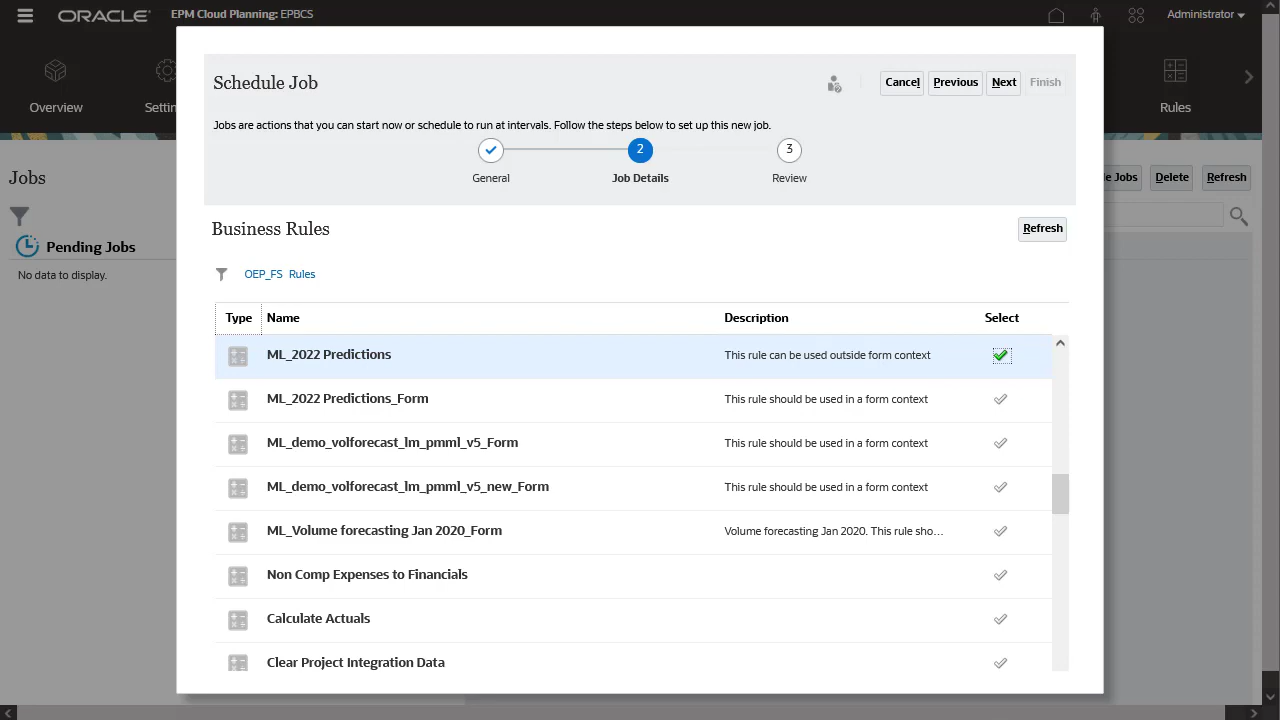 ORACLE EPM Cloud Planning: EPBCS Administrator
Schedule Job Cancel Previous Next Finish
Overview Rules
Jobs are actions that you can start now or schedule to run at intervals. Follow the steps below to set up this new job.
2 3
General Job Details Review
Jobs Delete Refresh
Business Rules Refresh
Pending Jobs
No data to display.
OEP_FS Rules
Type Name Description Select
ML_2022 Predictions This rule can be used outside form context
ML_2022 Predictions_Form This rule should be used in a form context
ML_demo_volforecast_lm_pmml_v5_Form This rule should be used in a form context
ML_demo_volforecast_lm_pmml_v5_new_Form This rule should be used in a form context
ML_Volume forecasting Jan 2020_Form Volume forecasting Jan 2020. This rule sho...
Non Comp Expenses to Financials
Calculate Actuals
Clear Project Integration Data